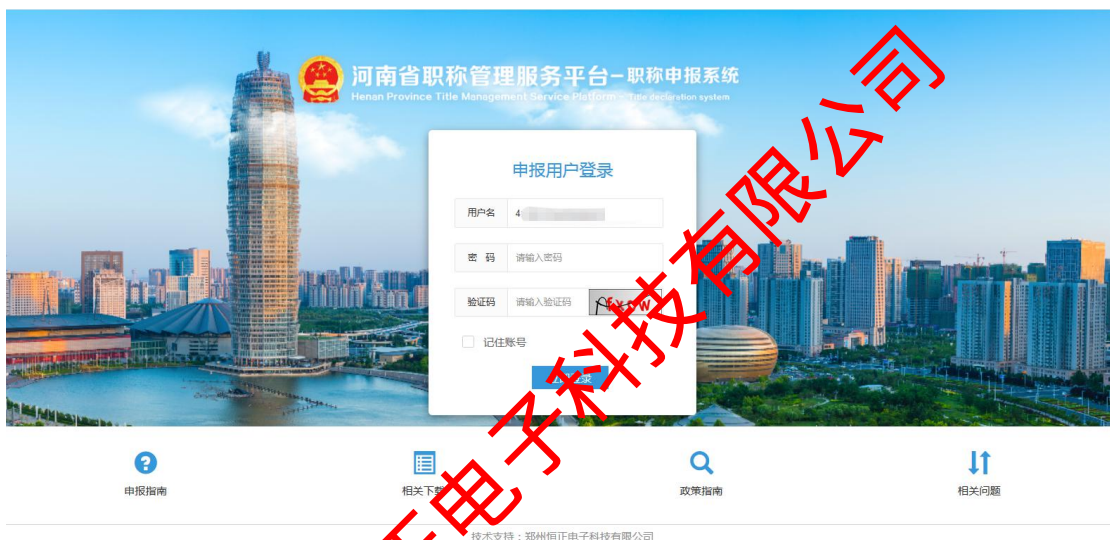 河南省职称管理服务平台-职称申报系统
Henan Province Title Management Service Platform - Title declaration system
申报用户登录
用户名 4
密 码 请输入密码
验证码 请输入验证码
记住账号
登录
申报指南
相关下载
政策指南
相关问题
技术支持：郑州恒正电子科技有限公司
正电子科技有限公司